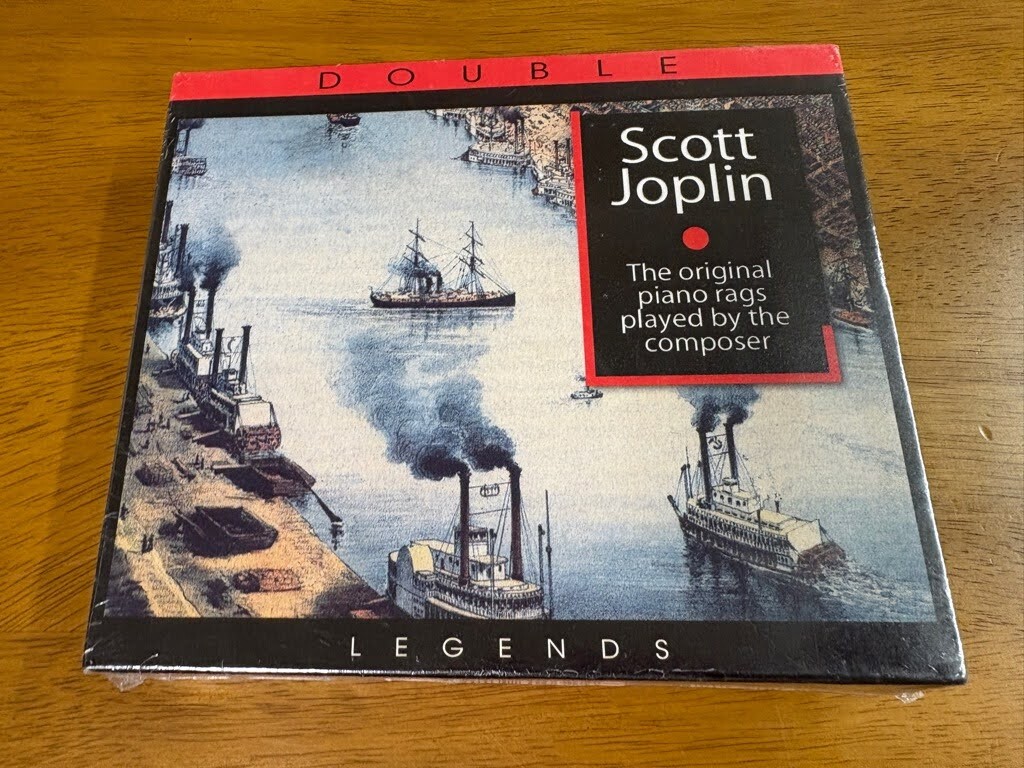 DOUBLE
Scott
Joplin
The original
piano rags
played by the
composer
LEGENDS